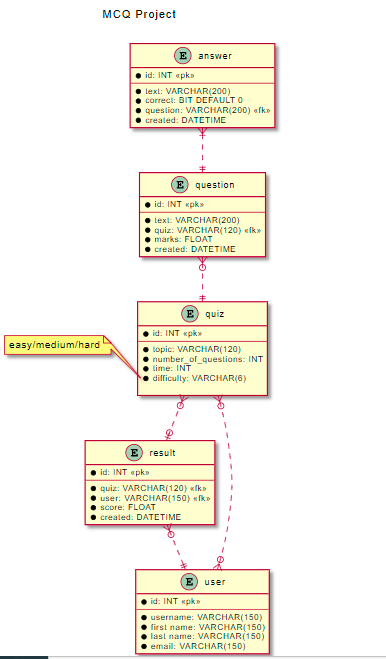 MCQ Project
E answer
id: INT «pk»
text: VARCHAR(200)
correct: BIT DEFAULT 0
question: VARCHAR(200) «fk»
created: DATETIME
E question
id: INT «pk»
text: VARCHAR(200)
quiz: VARCHAR(120) «fk»
marks: FLOAT
created: DATETIME
E quiz
id: INT «pk»
topic: VARCHAR(120)
number_of_questions: INT
time: INT
difficulty: VARCHAR(6)
easy/medium/hard
E result
id: INT «pk»
quiz: VARCHAR(120) «fk»
user: VARCHAR(150) «fk»
score: FLOAT
created: DATETIME
E user
id: INT «pk»
username: VARCHAR(150)
first name: VARCHAR(150)
last name: VARCHAR(150)
email: VARCHAR(150)